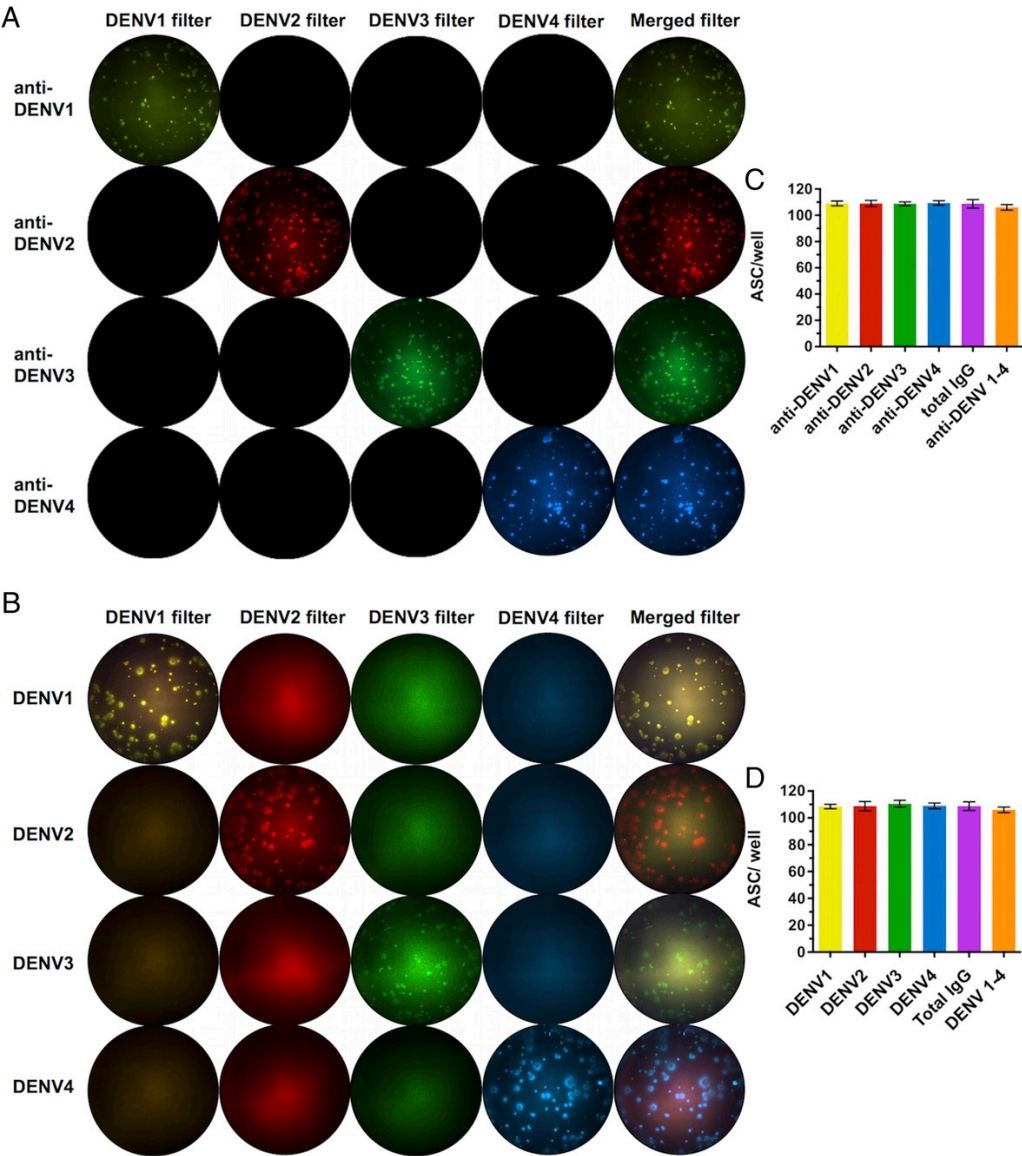 A
DENV1 filter DENV2 filter DENV3 filter DENV4 filter Merged filter
anti-
DENV1
anti-
DENV2
anti-
DENV3
anti-
DENV4
C
120
100
80
60
40
20
0
ASC/well
anti-DENV1
anti-DENV2
anti-DENV3
anti-DENV4
total IgG
anti-DENV 1-4
B
DENV1 filter DENV2 filter DENV3 filter DENV4 filter Merged filter
DENV1
DENV2
DENV3
DENV4
D
120
100
80
60
40
20
0
ASC/ well
DENV1
DENV2
DENV3
DENV4
Total IgG
DENV 1-4